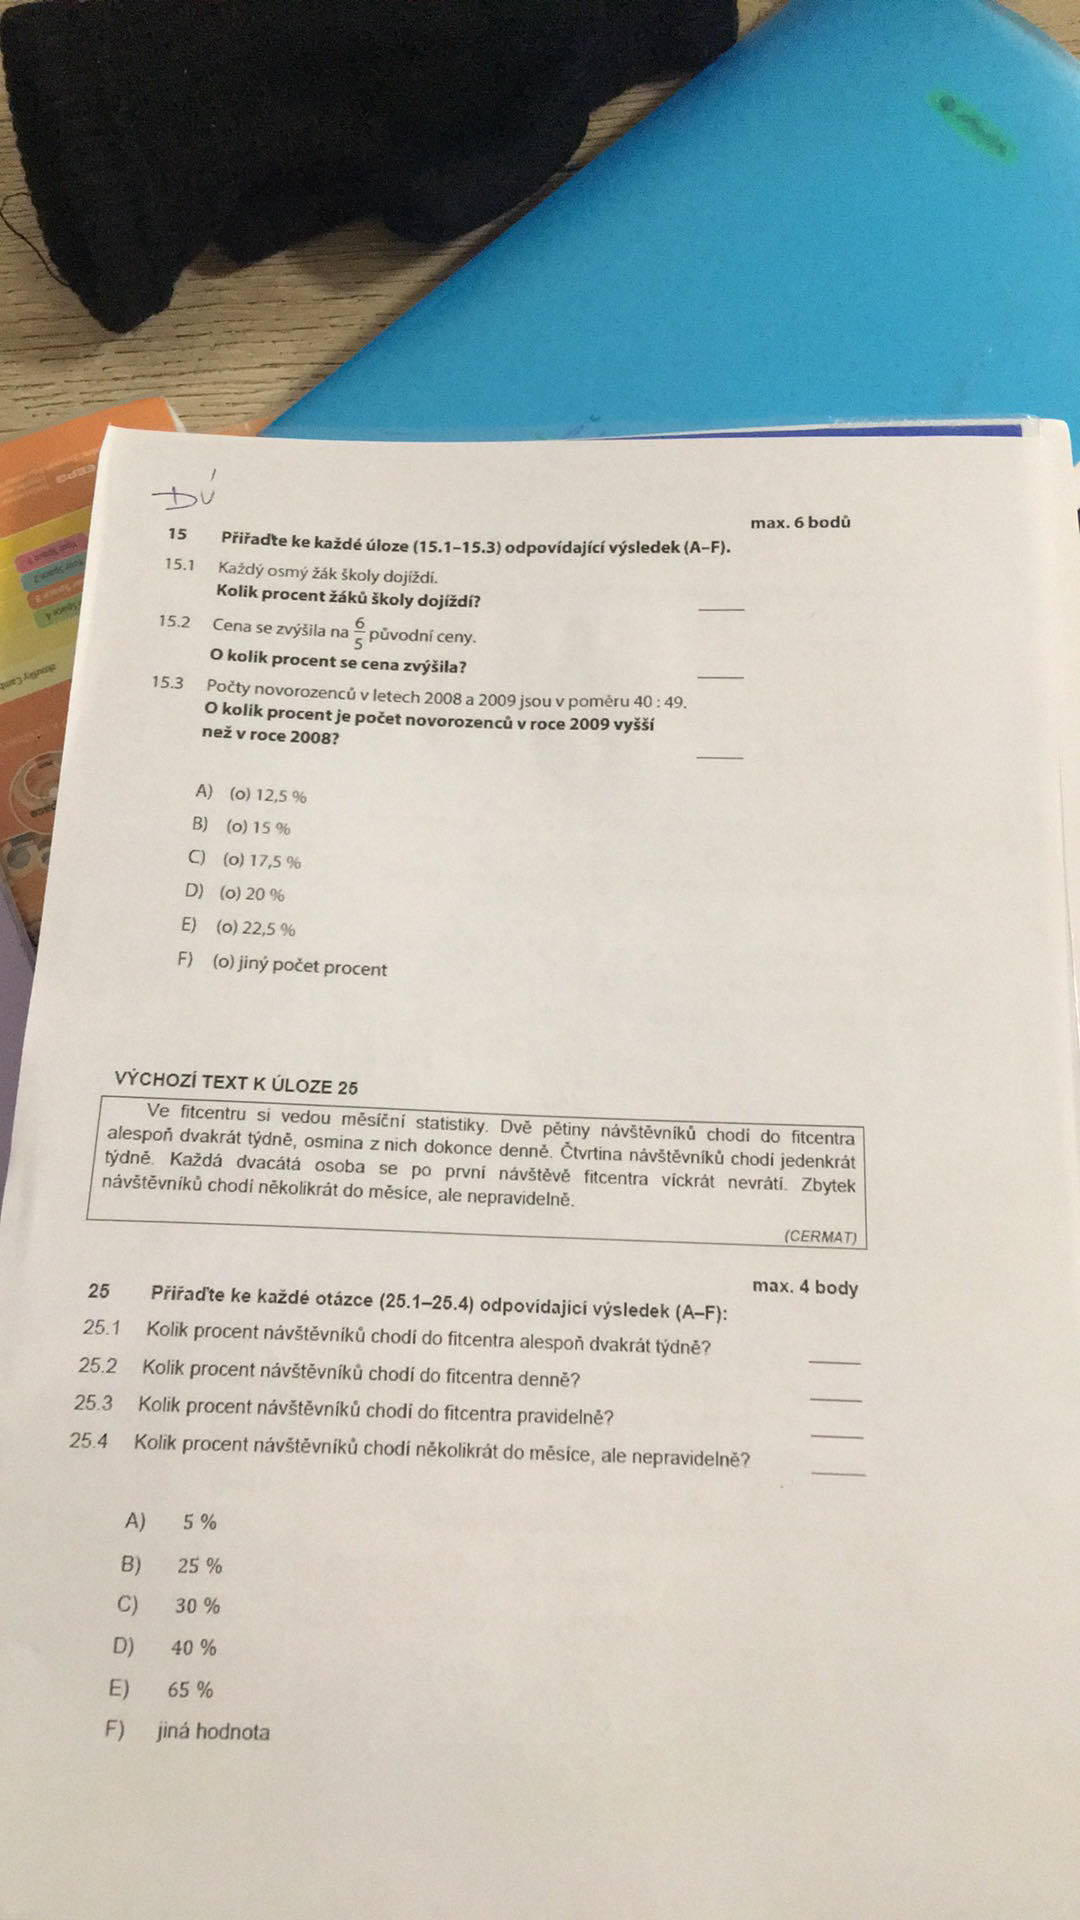 DÚ
max. 6 bodů
15 Přiřaďte ke každé úloze (15.1–15.3) odpovídající výsledek (A–F).
15.1 Každý osmý žák školy dojíždí.
Kolik procent žáků školy dojíždí?
15.2 Cena se zvýšila na 6/5 původní ceny.
O kolik procent se cena zvýšila?
15.3 Počty novorozenců v letech 2008 a 2009 jsou v poměru 40 : 49.
O kolik procent je počet novorozenců v roce 2009 vyšší
než v roce 2008?
A) (o) 12,5 %
B) (o) 15 %
C) (o) 17,5 %
D) (o) 20 %
E) (o) 22,5 %
F) (o) jiný počet procent
VÝCHOZÍ TEXT K ÚLOZE 25
Ve fitcentru si vedou měsíční statistiky. Dvě pětiny návštěvníků chodí do fitcentra
alespoň dvakrát týdně, osmina z nich dokonce denně. Čtvrtina návštěvníků chodí jedenkrát
týdně. Každá dvacátá osoba se po první návštěvě fitcentra víckrát nevrátí. Zbytek
návštěvníků chodí několikrát do měsíce, ale nepravidelně.
(CERMAT)
max. 4 body
25 Přiřaďte ke každé otázce (25.1–25.4) odpovídající výsledek (A–F):
25.1 Kolik procent návštěvníků chodí do fitcentra alespoň dvakrát týdně?
25.2 Kolik procent návštěvníků chodí do fitcentra denně?
25.3 Kolik procent návštěvníků chodí do fitcentra pravidelně?
25.4 Kolik procent návštěvníků chodí několikrát do měsíce, ale nepravidelně?
A) 5 %
B) 25 %
C) 30 %
D) 40 %
E) 65 %
F) jiná hodnota